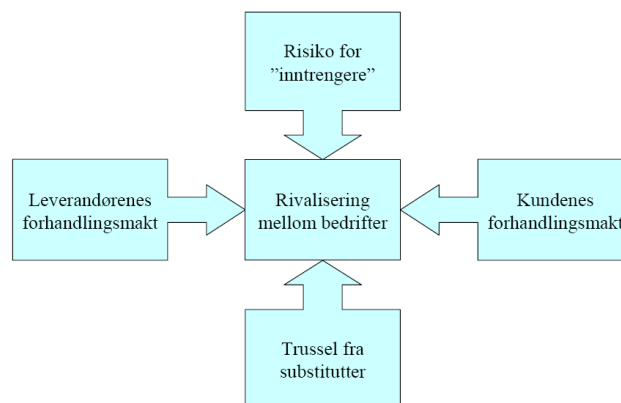 Risiko for
”inntrengere”
Leverandørenes
forhandlingsmakt
Rivalisering
mellom bedrifter
Kundenes
forhandlingsmakt
Trussel fra
substitutter